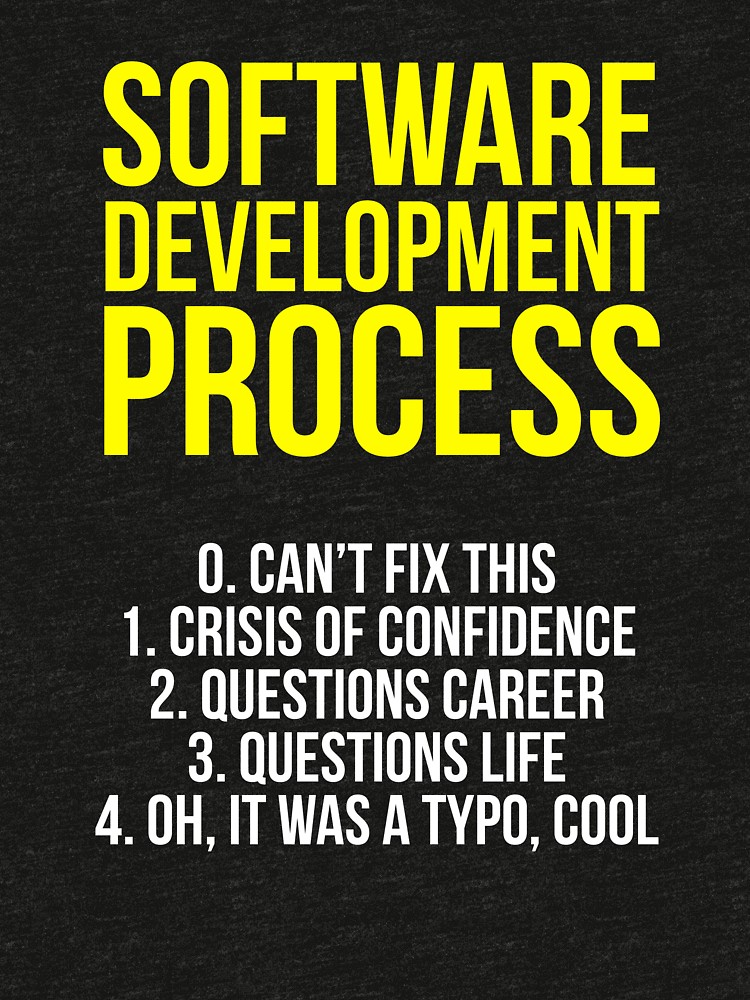 SOFTWARE
DEVELOPMENT
PROCESS
0. CAN'T FIX THIS
1. CRISIS OF CONFIDENCE
2. QUESTIONS CAREER
3. QUESTIONS LIFE
4. OH, IT WAS A TYPO, COOL